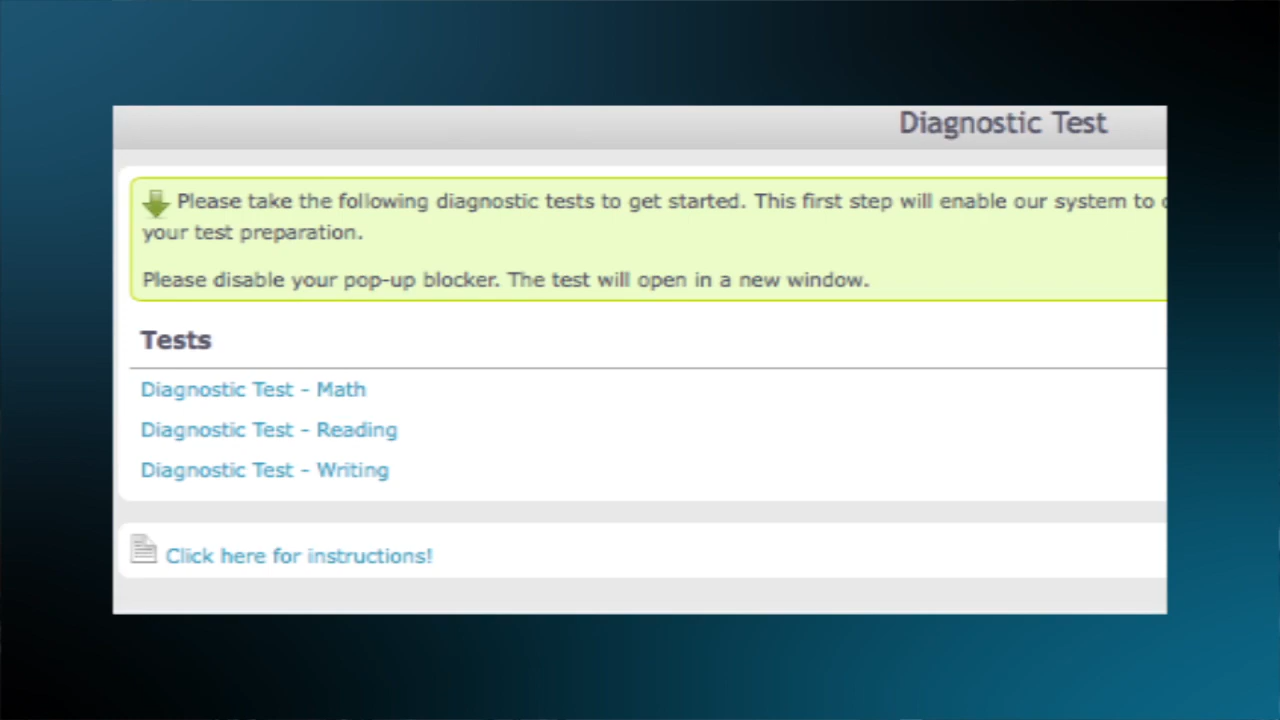 Diagnostic Test
Please take the following diagnostic tests to get started. This first step will enable our system to
your test preparation.
Please disable your pop-up blocker. The test will open in a new window.
Tests
Diagnostic Test - Math
Diagnostic Test - Reading
Diagnostic Test - Writing
Click here for instructions!